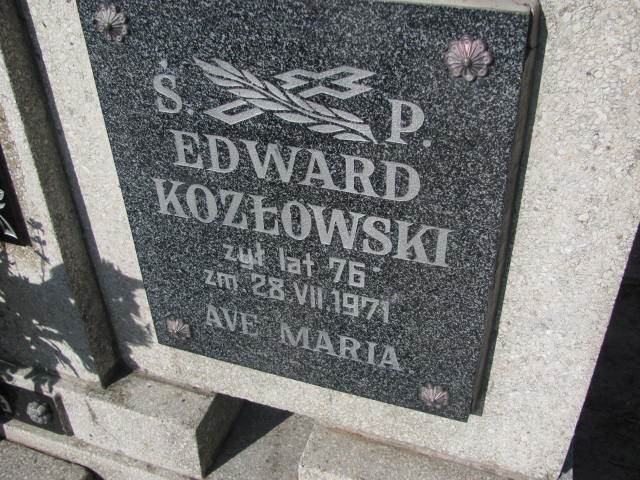 Ś. P.
EDWARD
KOZŁOWSKI
żył lat 76
zm. 28 VII 1971
AVE MARIA